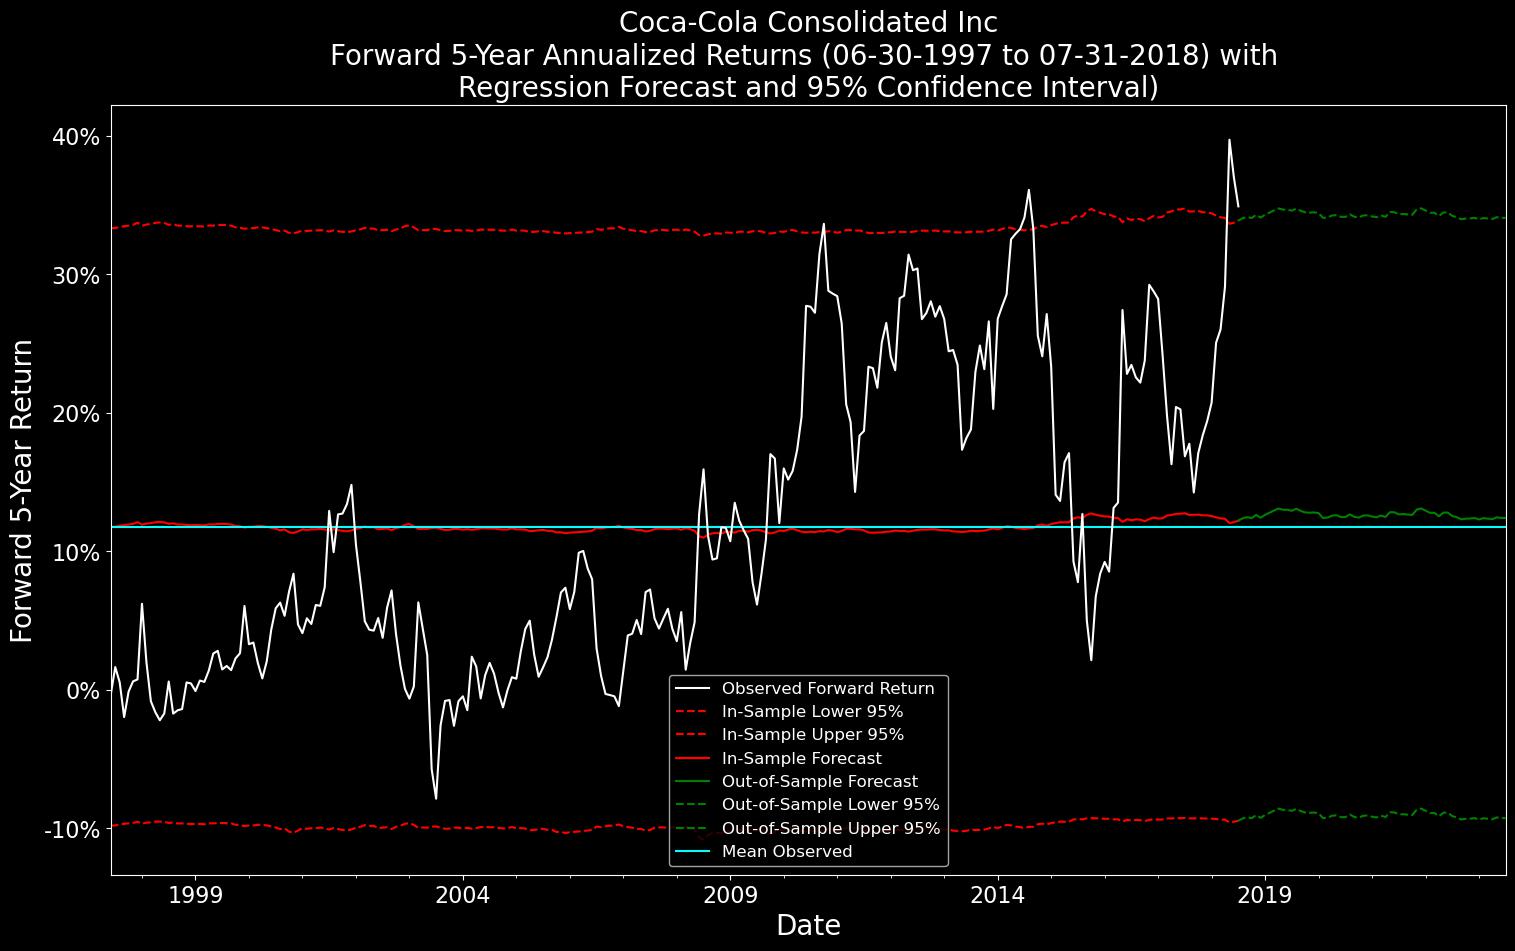 Coca-Cola Consolidated Inc
Forward 5-Year Annualized Returns (06-30-1997 to 07-31-2018) with
Regression Forecast and 95% Confidence Interval)
Forward 5-Year Return
40%
30%
20%
10%
0%
-10%
Observed Forward Return
In-Sample Lower 95%
In-Sample Upper 95%
In-Sample Forecast
Out-of-Sample Forecast
Out-of-Sample Lower 95%
Out-of-Sample Upper 95%
Mean Observed
1999 2004 2009 2014 2019
Date